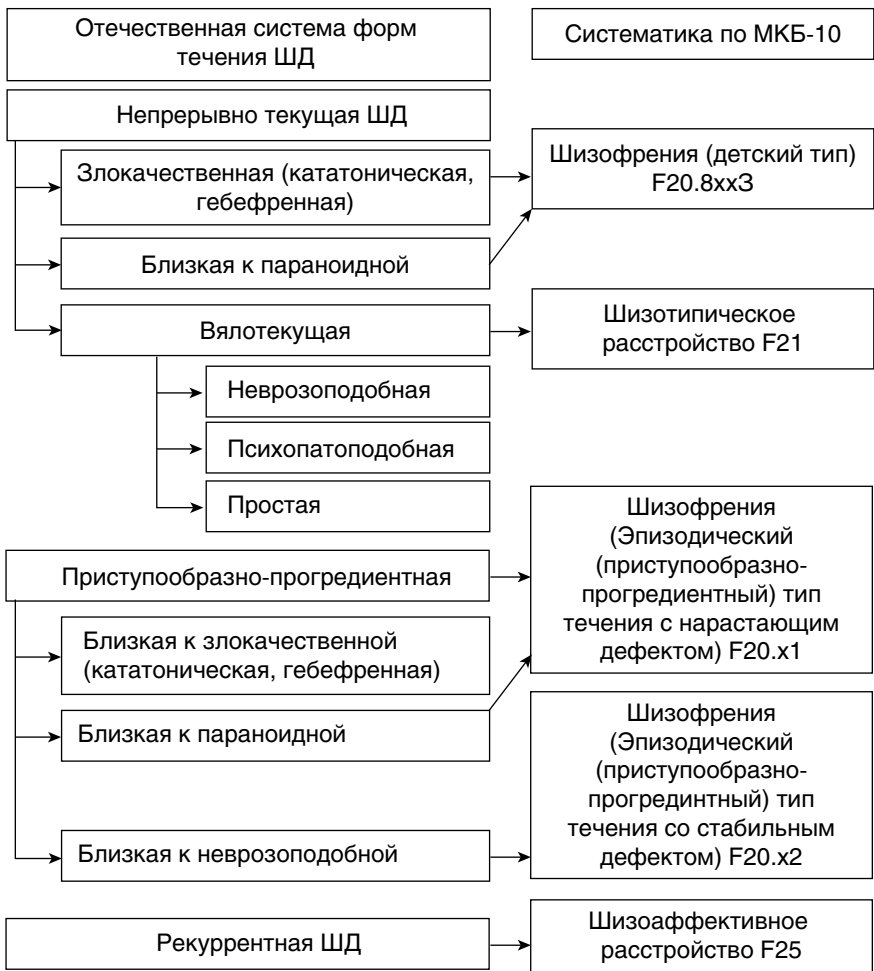 Отечественная система форм
течения ШД
Систематика по МКБ-10
Непрерывно текущая ШД
Злокачественная (кататоническая,
гебефренная)
Шизофрения (детский тип)
F20.8xxЗ
Близкая к параноидной
Вялотекущая
Шизотипическое
расстройство F21
Неврозоподобная
Психопатоподобная
Простая
Приступообразно-прогредиентная
Шизофрения
(Эпизодический
(приступообразно-
прогредиентный) тип
течения с нарастающим
дефектом) F20.x1
Близкая к злокачественной
(кататоническая, гебефренная)
Близкая к параноидной
Близкая к неврозоподобной
Шизофрения
(Эпизодический
(приступообразно-
прогрединтный) тип
течения со стабильным
дефектом) F20.x2
Рекуррентная ШД
Шизоаффективное
расстройство F25